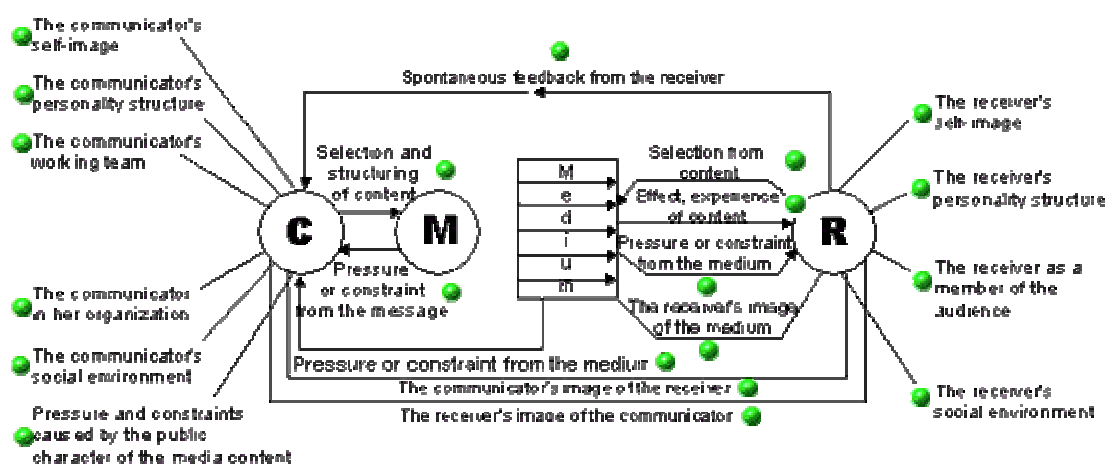 The communicator's
self-image
The communicator's
personality structure
The communicator's
working team
The communicator
in her organization
The communicator's
social environment
Pressure and constraints
caused by the public
character of the media content
Spontaneous feedback from the receiver
Selection and
structuring
of content
C
M
Pressure
or constraint
from the message
M
e
d
i
u
m
Selection from
content
Effect, experience
of content
Pressure or constraint
from the medium
The receiver's image
of the medium
R
Pressure or constraint from the medium
The communicator's image of the receiver
The receiver's image of the communicator
The receiver's
self-image
The receiver's
personality structure
The receiver as a
member of the
audience
The receiver's
social environment